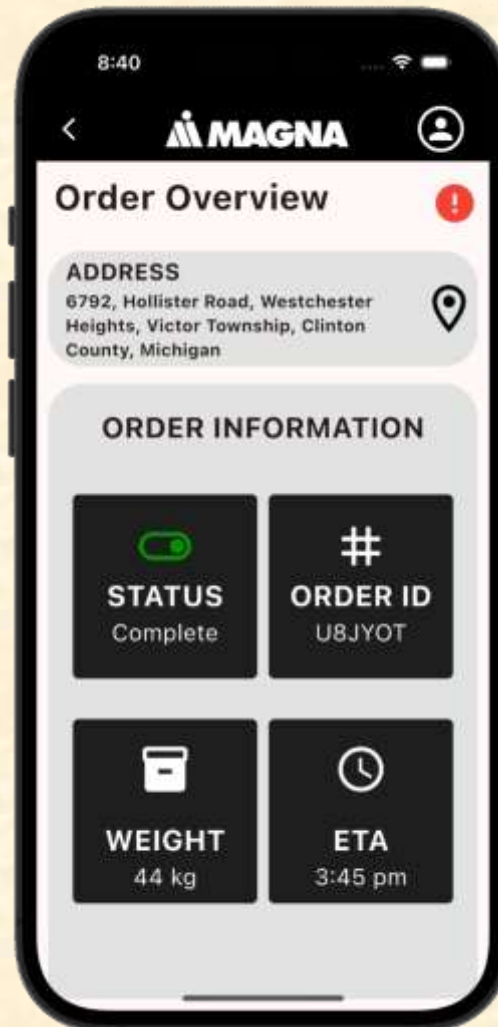 8:40
MAGNA
Order Overview
!
ADDRESS
6792, Hollister Road, Westchester
Heights, Victor Township, Clinton
County, Michigan
ORDER INFORMATION
STATUS
Complete
#
ORDER ID
U8JYOT
WEIGHT
44 kg
ETA
3:45 pm